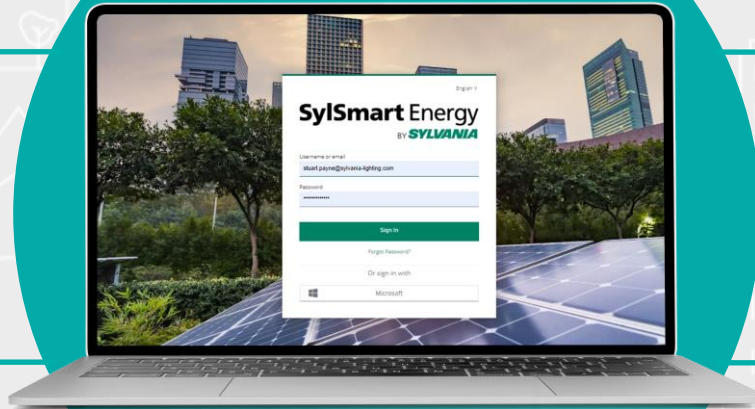 English
SylSmart Energy
BY SYLVANIA
Username or email
stuart.payne@sylvania-lighting.com
Password
••••••••••••
Sign In
Forgot Password?
Or sign in with
Microsoft